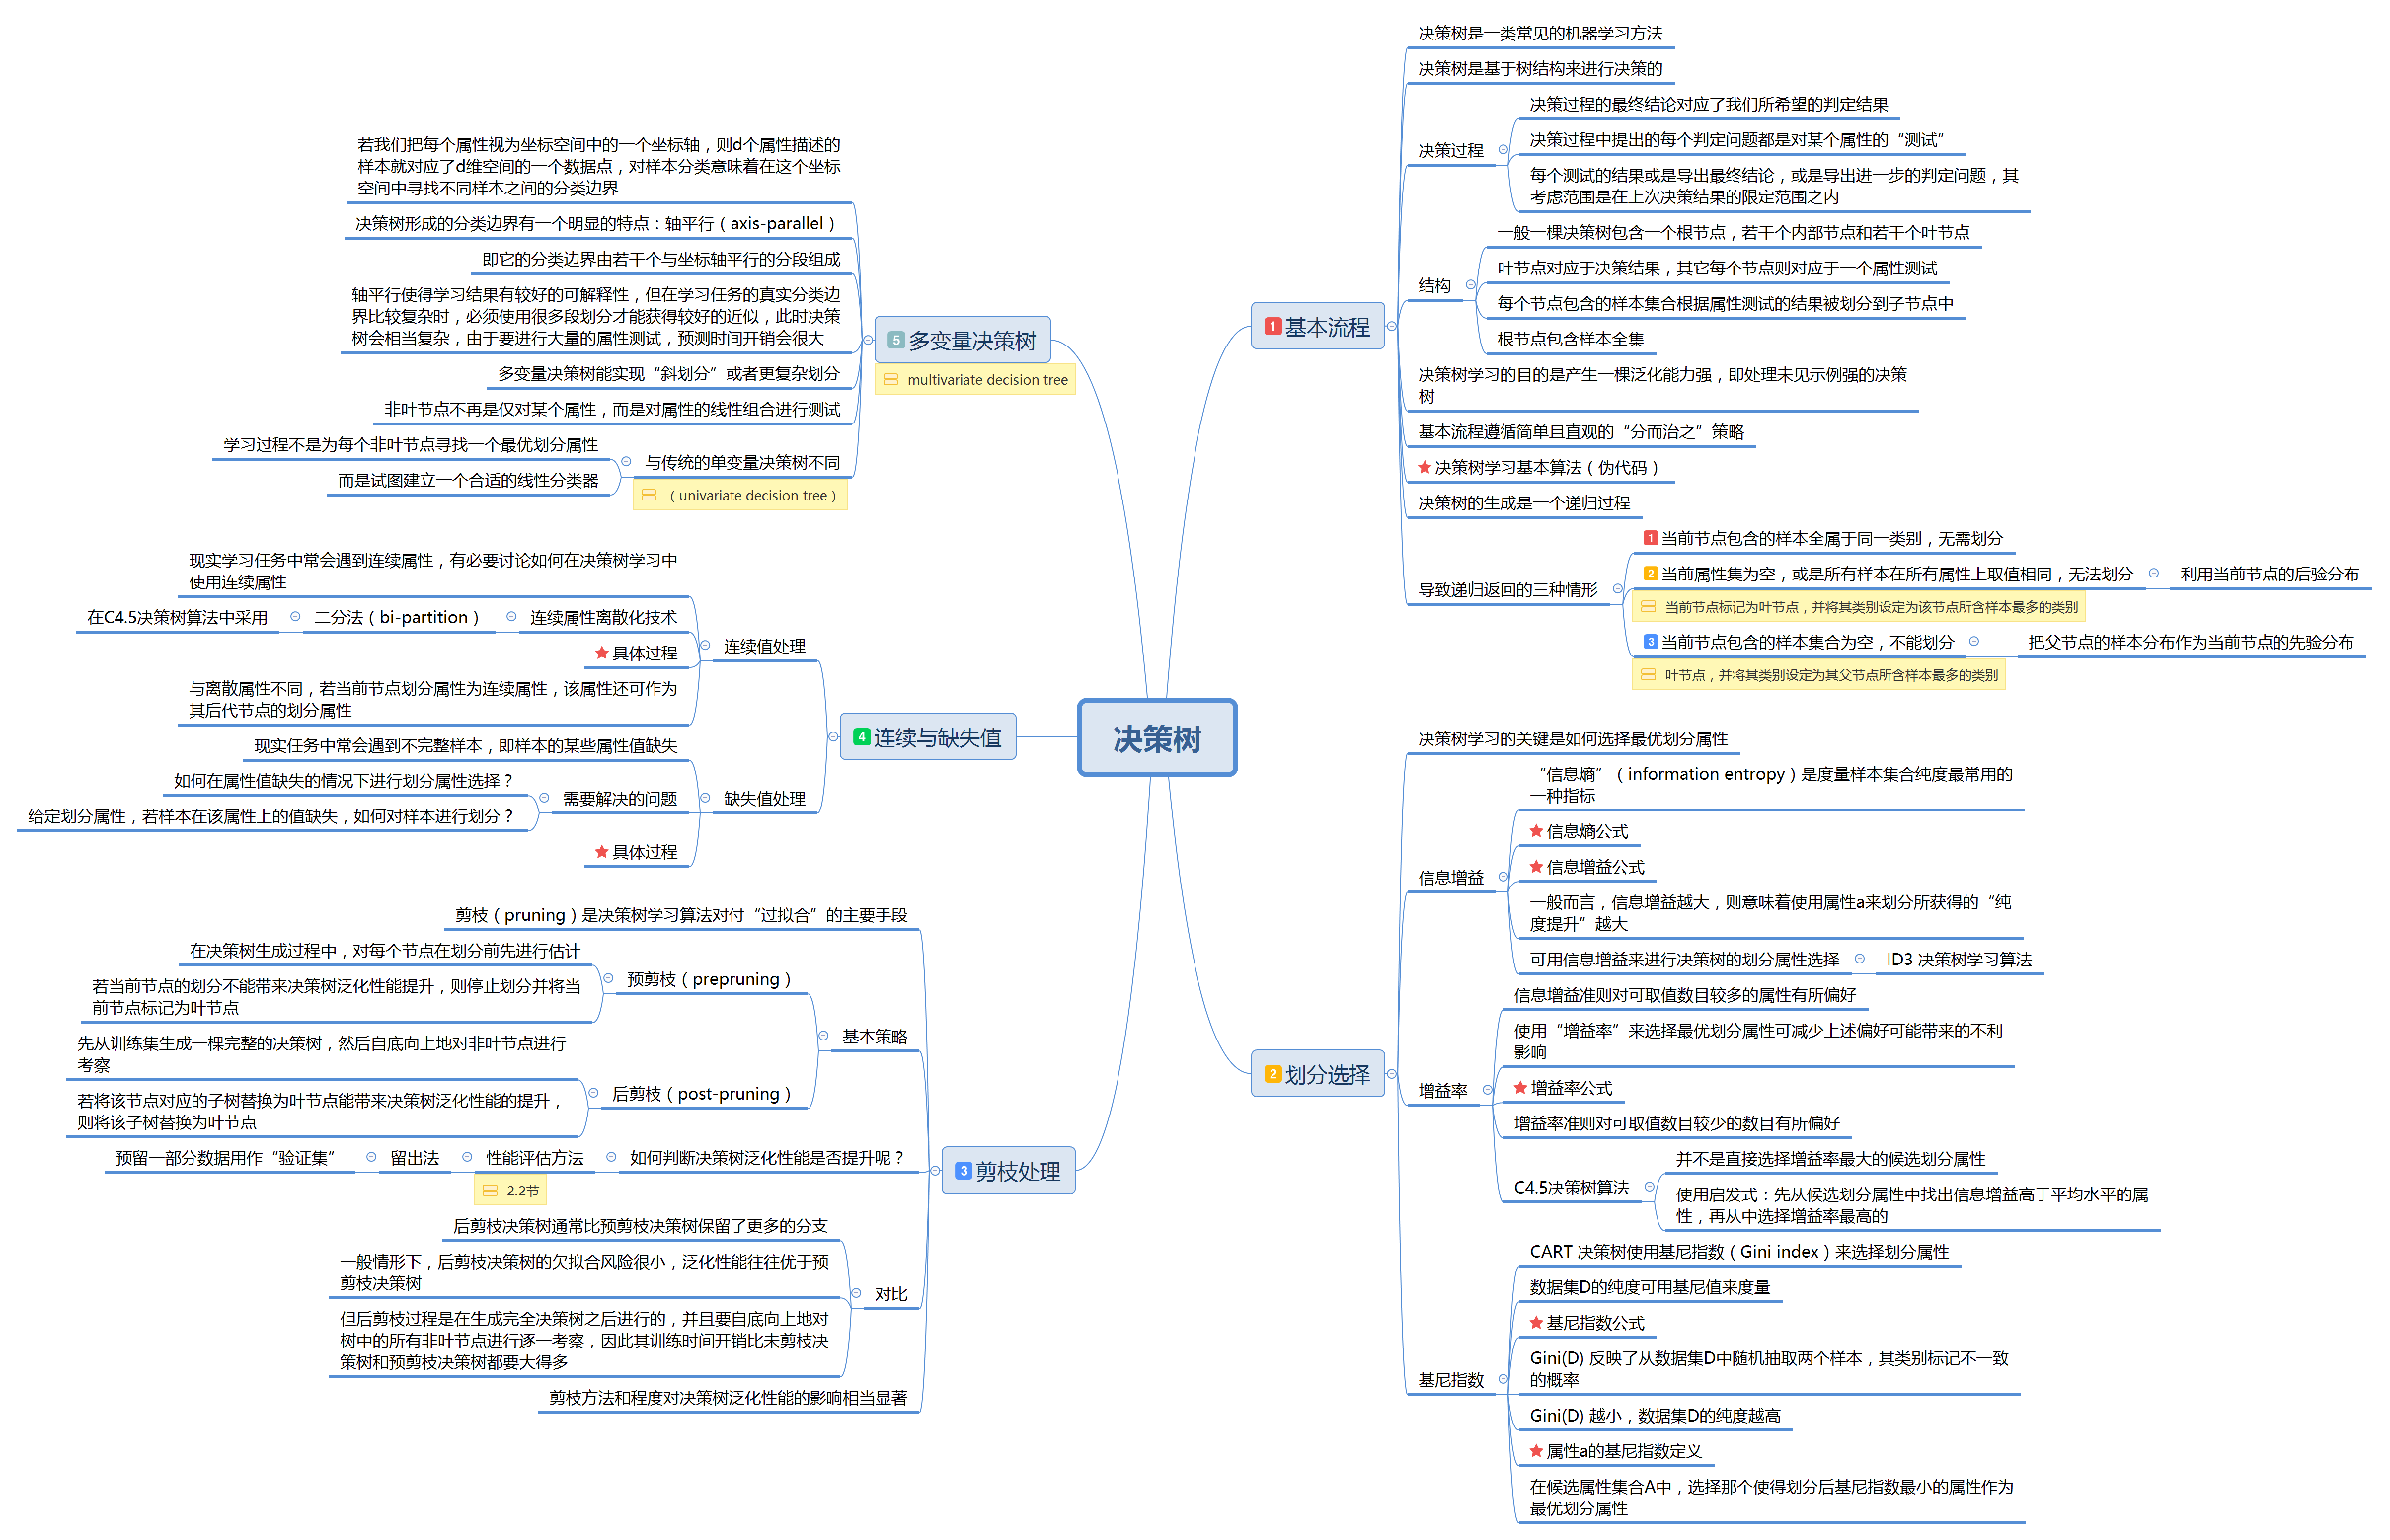 决策树
1 基本流程
决策树是一类常见的机器学习方法
决策树是基于树结构来进行决策的
决策过程
决策过程的最终结论对应了我们所希望的判定结果
决策过程中提出的每个判定问题都是对某个属性的“测试”
每个测试的结果或是导出最终结论，或是导出进一步的判定问题，其
考虑范围是在上次决策结果的限定范围之内
结构
一般一棵决策树包含一个根节点，若干个内部节点和若干个叶节点
叶节点对应于决策结果，其它每个节点则对应于一个属性测试
每个节点包含的样本集合根据属性测试的结果被划分到子节点中
根节点包含样本全集
决策树学习的目的是产生一棵泛化能力强，即处理未见示例强的决策
树
基本流程遵循简单且直观的“分而治之”策略
决策树学习基本算法（伪代码）
决策树的生成是一个递归过程
导致递归返回的三种情形
1 当前节点包含的样本全属于同一类别，无需划分
2 当前属性集为空，或是所有样本在所有属性上取值相同，无法划分
利用当前节点的后验分布
当前节点标记为叶节点，并将其类别设定为该节点所含样本最多的类别
3 当前节点包含的样本集合为空，不能划分
把父节点的样本分布作为当前节点的先验分布
叶节点，并将其类别设定为其父节点所含样本最多的类别
2 划分选择
决策树学习的关键是如何选择最优划分属性
信息增益
“信息熵”（information entropy）是度量样本集合纯度最常用的
一种指标
信息熵公式
信息增益公式
一般而言，信息增益越大，则意味着使用属性a来划分所获得的“纯
度提升”越大
可用信息增益来进行决策树的划分属性选择
ID3 决策树学习算法
增益率
信息增益准则对可取值数目较多的属性有所偏好
使用“增益率”来选择最优划分属性可减少上述偏好可能带来的不利
影响
增益率公式
增益率准则对可取值数目较少的数目有所偏好
C4.5决策树算法
并不是直接选择增益率最大的候选划分属性
使用启发式：先从候选划分属性中找出信息增益高于平均水平的属
性，再从中选择增益率最高的
基尼指数
CART 决策树使用基尼指数（Gini index）来选择划分属性
数据集D的纯度可用基尼值来度量
基尼指数公式
Gini(D) 反映了从数据集D中随机抽取两个样本，其类别标记不一致
的概率
Gini(D) 越小，数据集D的纯度越高
属性a的基尼指数定义
在候选属性集合A中，选择那个使得划分后基尼指数最小的属性作为
最优划分属性
3 剪枝处理
剪枝（pruning）是决策树学习算法对付“过拟合”的主要手段
基本策略
预剪枝（prepruning）
在决策树生成过程中，对每个节点在划分前先进行估计
若当前节点的划分不能带来决策树泛化性能提升，则停止划分并将当
前节点标记为叶节点
后剪枝（post-pruning）
先从训练集生成一棵完整的决策树，然后自底向上地对非叶节点进行
考察
若将该节点对应的子树替换为叶节点能带来决策树泛化性能的提升，
则将该子树替换为叶节点
如何判断决策树泛化性能是否提升呢？
性能评估方法
2.2节
留出法
预留一部分数据用作“验证集”
对比
后剪枝决策树通常比预剪枝决策树保留了更多的分支
一般情形下，后剪枝决策树的欠拟合风险很小，泛化性能往往优于预
剪枝决策树
但后剪枝过程是在生成完全决策树之后进行的，并且要自底向上地对
树中的所有非叶节点进行逐一考察，因此其训练时间开销比未剪枝决
策树和预剪枝决策树都要大得多
剪枝方法和程度对决策树泛化性能的影响相当显著
4 连续与缺失值
连续值处理
现实学习任务中常会遇到连续属性，有必要讨论如何在决策树学习中
使用连续属性
连续属性离散化技术
二分法（bi-partition）
在C4.5决策树算法中采用
具体过程
与离散属性不同，若当前节点划分属性为连续属性，该属性还可作为
其后代节点的划分属性
缺失值处理
现实任务中常会遇到不完整样本，即样本的某些属性值缺失
需要解决的问题
如何在属性值缺失的情况下进行划分属性选择？
给定划分属性，若样本在该属性上的值缺失，如何对样本进行划分？
具体过程
5 多变量决策树
multivariate decision tree
若我们把每个属性视为坐标空间中的一个坐标轴，则d个属性描述的
样本就对应了d维空间的一个数据点，对样本分类意味着在这个坐标
空间中寻找不同样本之间的分类边界
决策树形成的分类边界有一个明显的特点：轴平行（axis-parallel）
即它的分类边界由若干个与坐标轴平行的分段组成
轴平行使得学习结果有较好的可解释性，但在学习任务的真实分类边
界比较复杂时，必须使用很多段划分才能获得较好的近似，此时决策
树会相当复杂，由于要进行大量的属性测试，预测时间开销会很大
多变量决策树能实现“斜划分”或者更复杂划分
非叶节点不再是仅对某个属性，而是对属性的线性组合进行测试
与传统的单变量决策树不同
（univariate decision tree）
学习过程不是为每个非叶节点寻找一个最优划分属性
而是试图建立一个合适的线性分类器